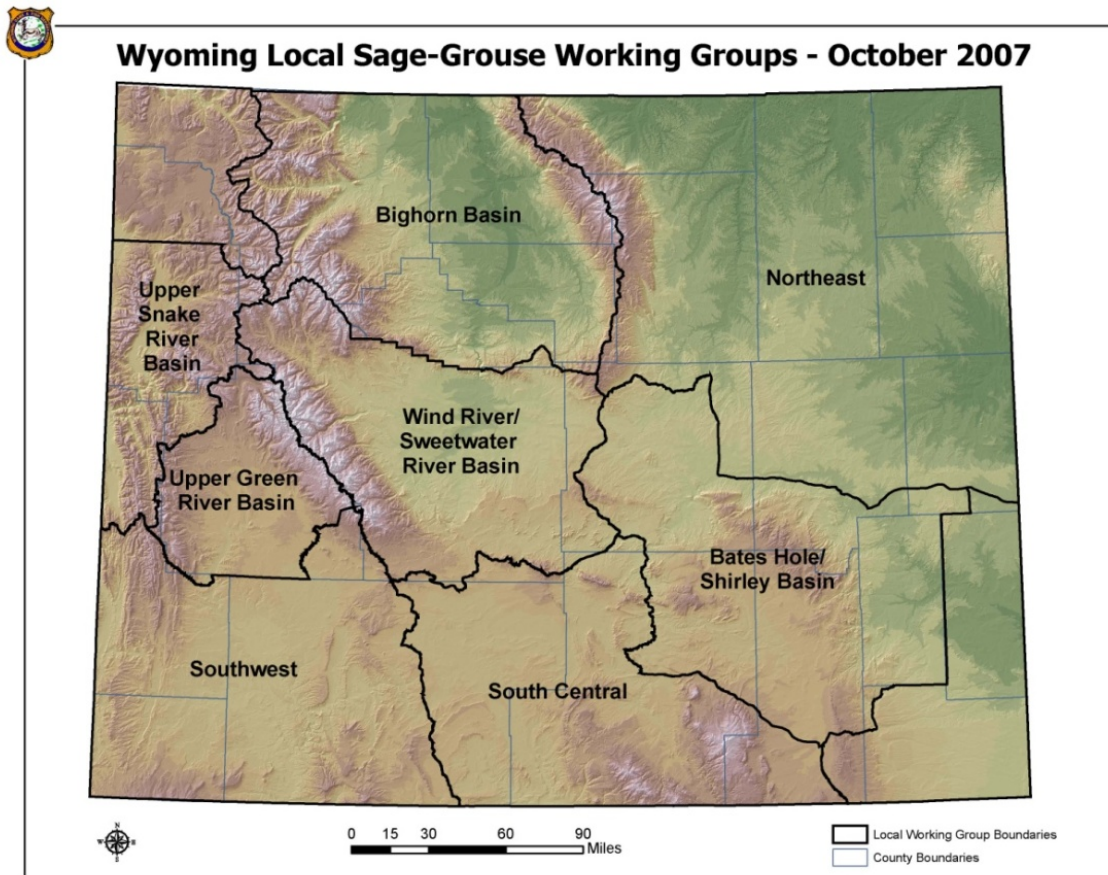 Wyoming Local Sage-Grouse Working Groups - October 2007
Bighorn Basin
Northeast
Upper
Snake
River
Basin
Wind River/
Sweetwater
River Basin
Upper Green
River Basin
Bates Hole/
Shirley Basin
Southwest
South Central
N
W
E
S
0 15 30 60 90
Miles
Local Working Group Boundaries
County Boundaries